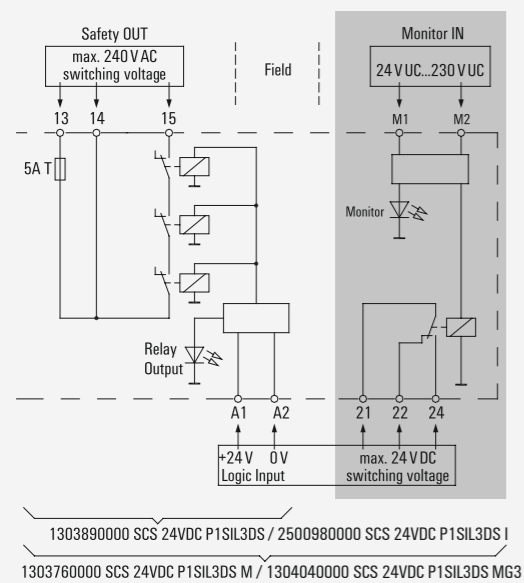 Safety OUT
max. 240 V AC
switching voltage
Field
Monitor IN
24 V UC...230 V UC
13 14 15
M1 M2
5A T
Monitor
Relay
Output
A1 A2 21 22 24
+24 V 0 V
Logic Input
max. 24 V DC
switching voltage
1303890000 SCS 24VDC P1SIL3DS / 2500980000 SCS 24VDC P1SIL3DS I
1303760000 SCS 24VDC P1SIL3DS M / 1304040000 SCS 24VDC P1SIL3DS MG3